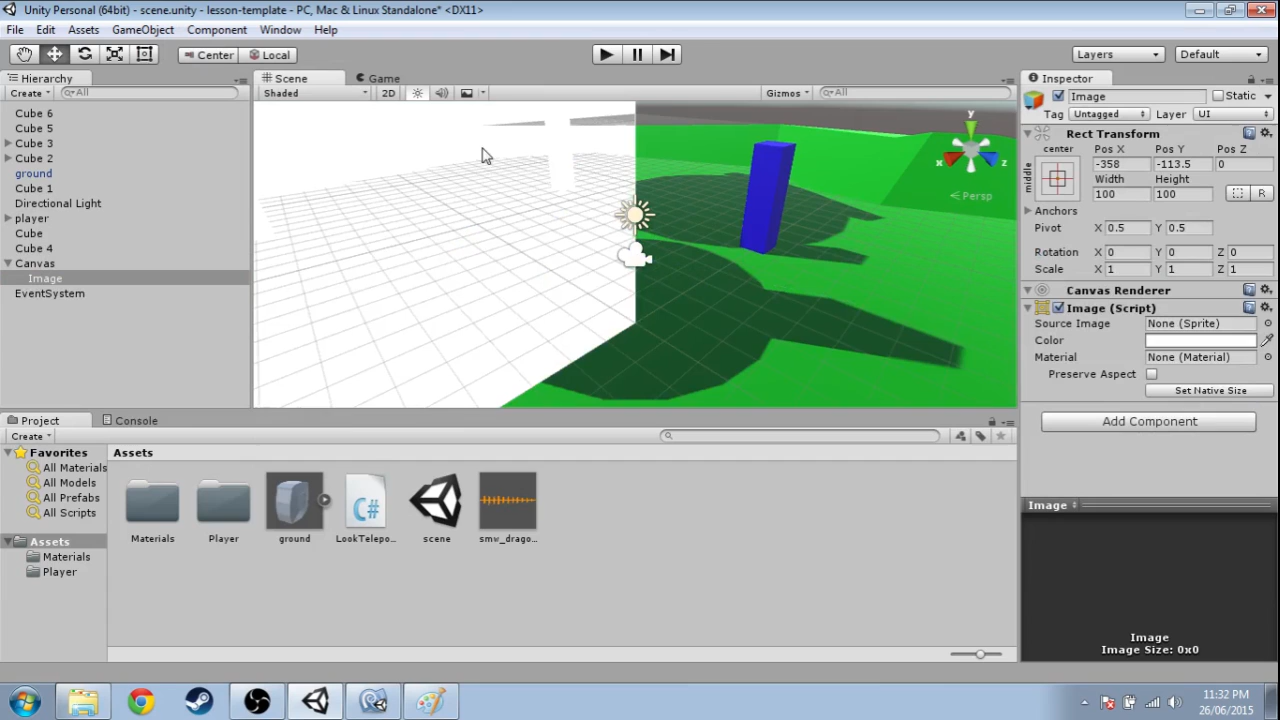 Unity Personal (64bit) - scene.unity - lesson-template - PC, Mac & Linux Standalone* <DX11>
File Edit Assets GameObject Component Window Help
Center Local Layers Default
Hierarchy
Create All
Cube 6
Cube 5
Cube 3
Cube 2
ground
Cube 1
Directional Light
player
Cube
Cube 4
Canvas
Image
EventSystem
Scene Game
Shaded 2D Gizmos All
y
x z
Persp
Inspector
Image Static
Tag Untagged Layer UI
Rect Transform
center Pos X Pos Y Pos Z
middle
-358 -113.5 0
Width Height
100 100 R
Anchors
Pivot X 0.5 Y 0.5
Rotation X 0 Y 0 Z 0
Scale X 1 Y 1 Z 1
Canvas Renderer
Image (Script)
Source Image None (Sprite)
Color
Material None (Material)
Preserve Aspect
Set Native Size
Add Component
Image
Image
Image Size: 0x0
Project Console
Create
Favorites
All Materials
All Models
All Prefabs
All Scripts
Assets
Materials
Player
Assets
C#
Materials Player ground LookTelepo... scene smw_drago...
11:32 PM
26/06/2015